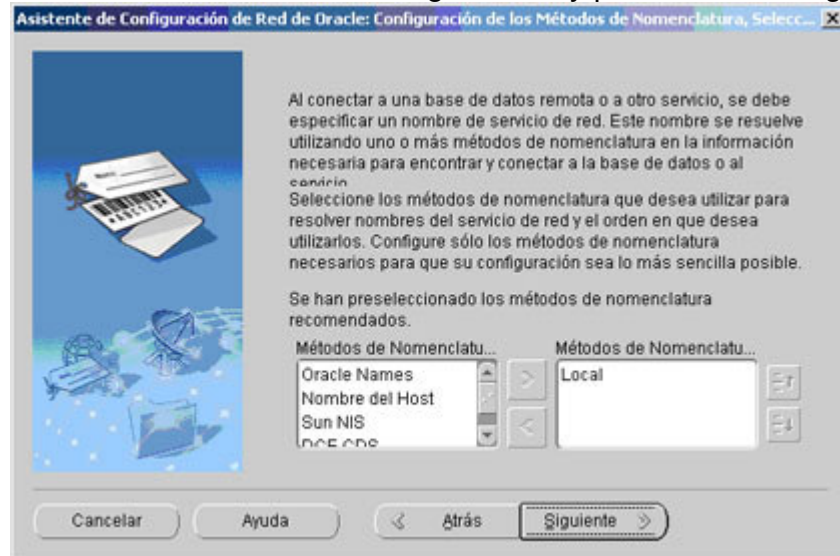 Asistente de Configuración de Red de Oracle: Configuración de los Métodos de Nomenclatura, Selecc...
Al conectar a una base de datos remota o a otro servicio, se debe
especificar un nombre de servicio de red. Este nombre se resuelve
utilizando uno o más métodos de nomenclatura en la información
necesaria para encontrar y conectar a la base de datos o al
servicio.
Seleccione los métodos de nomenclatura que desea utilizar para
resolver nombres del servicio de red y el orden en que desea
utilizarlos. Configure sólo los métodos de nomenclatura
necesarios para que su configuración sea lo más sencilla posible.
Se han preseleccionado los métodos de nomenclatura
recomendados.
Métodos de Nomenclatu...
Métodos de Nomenclatu...
Oracle Names
Nombre del Host
Sun NIS
DCE CDS
Local
Cancelar
Ayuda
Atrás
Siguiente